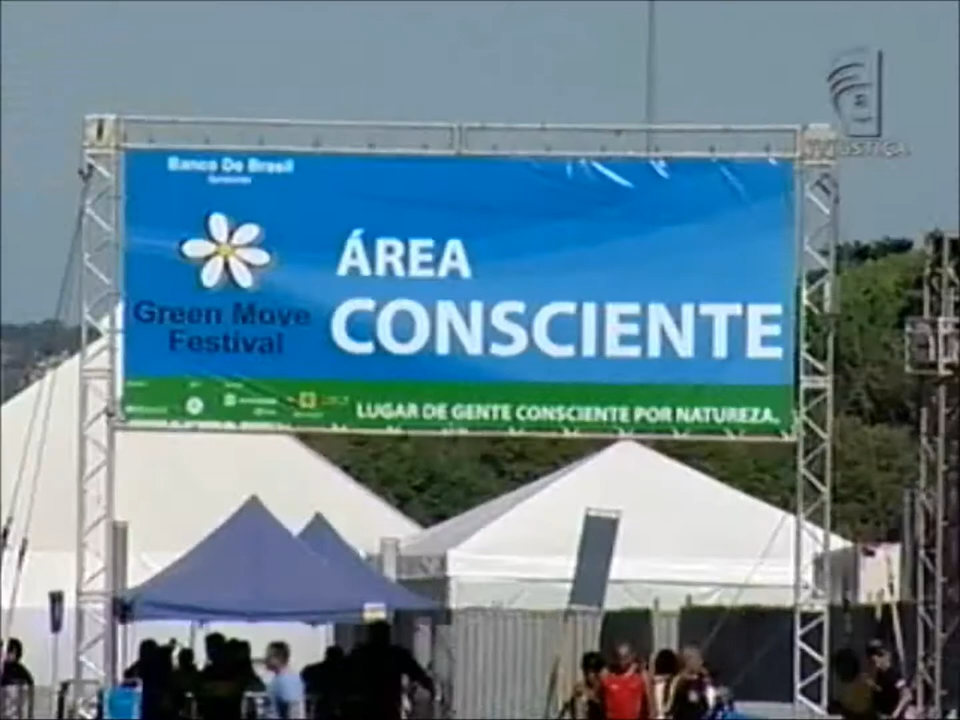 Banco Do Brasil
Green Move
Festival
ÁREA
CONSCIENTE
LUGAR DE GENTE CONSCIENTE POR NATUREZA.